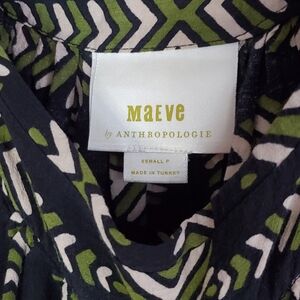 MaEve
by ANTHROPOLOGIE
XSMALL P
MADE IN TURKEY